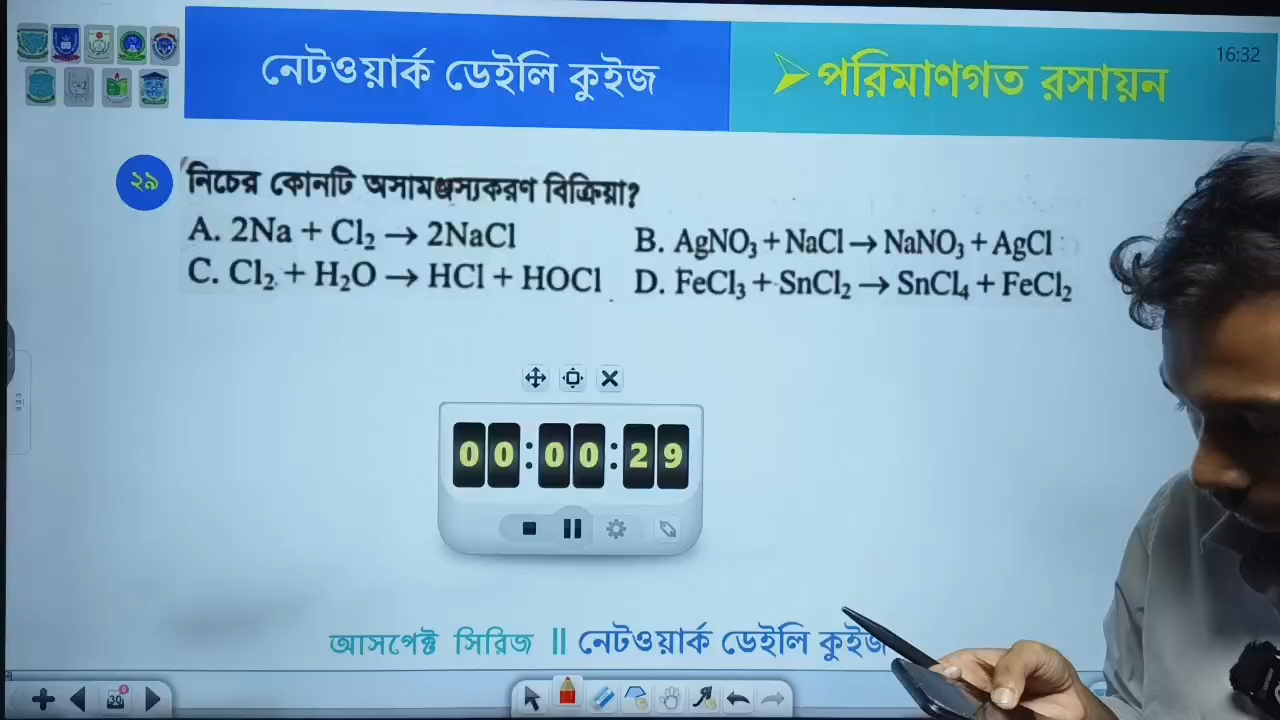 নেটওয়ার্ক ডেইলি কুইজ
পরিমাণগত রসায়ন
16:32
২৯ নিচের কোনটি অসামঞ্জস্যকরণ বিক্রিয়া?
A. 2Na + Cl₂ → 2NaCl B. AgNO₃ + NaCl → NaNO₃ + AgCl
C. Cl₂ + H₂O → HCl + HOCl D. FeCl₃ + SnCl₂ → SnCl₄ + FeCl₂
00:00:29
আসপেক্ট সিরিজ || নেটওয়ার্ক ডেইলি কুইজ
30